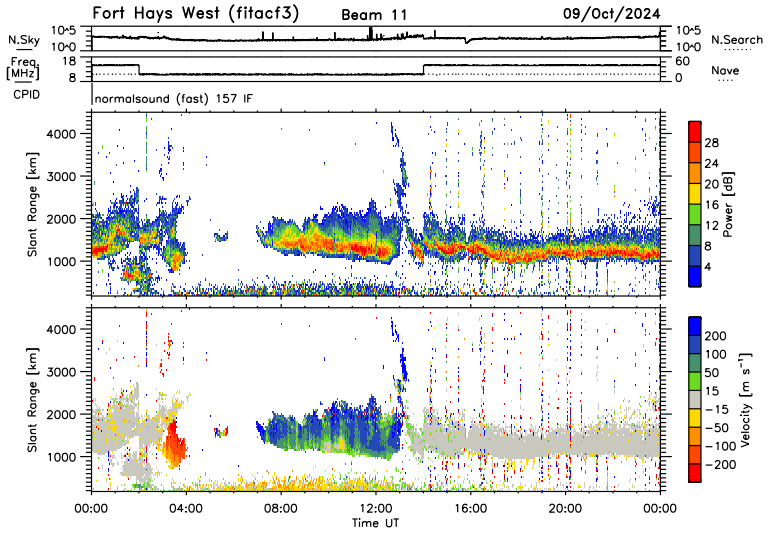 Fort Hays West (fitacf3) Beam 11 09/Oct/2024
N.Sky 10^5 10^0 10^5 10^0 N.Search
Freq. [MHz] 18 8 60 0 Nave
CPID normalsound (fast) 157 IF
Slant Range [km] 4000 3000 2000 1000
28 24 20 16 12 8 4 Power [dB]
Slant Range [km] 4000 3000 2000 1000
200 100 50 15 −15 −50 −100 −200 Velocity [m s⁻¹]
00:00 04:00 08:00 12:00 16:00 20:00 00:00
Time UT